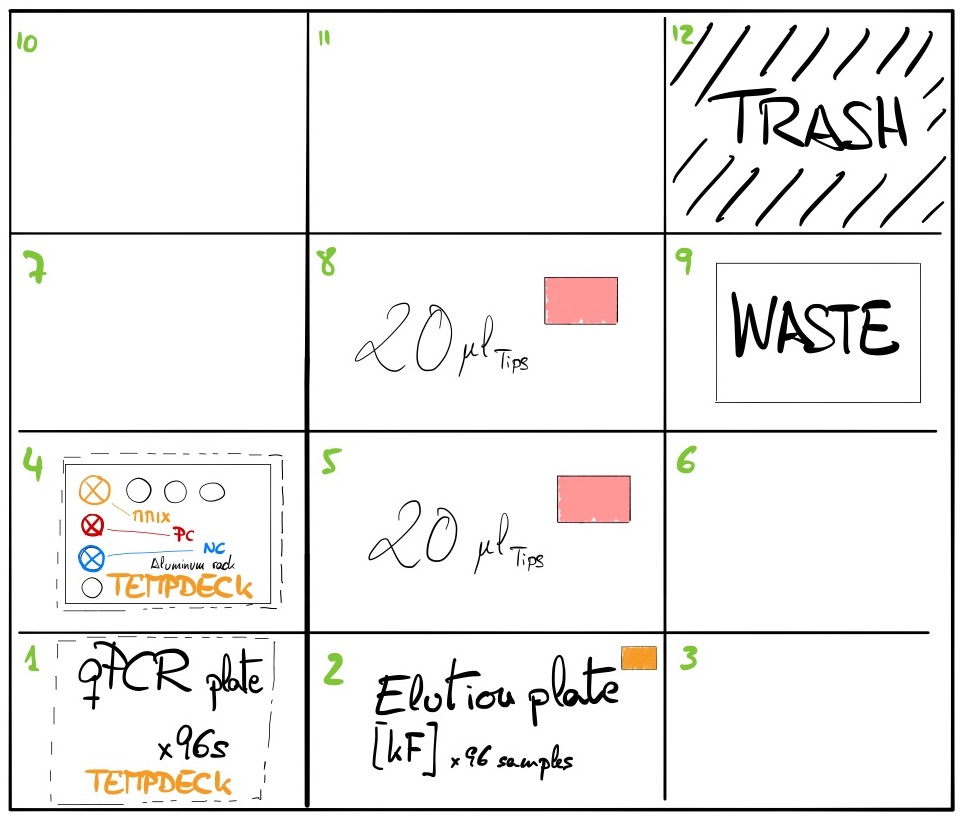 10
11
12
TRASH
7
8
20 µl Tips
9
WASTE
4
MIX
PC
NC
Aluminum rack
TEMPDECK
5
20 µl Tips
6
1
qPCR plate
x96s
TEMPDECK
2
Elution plate
[kF] x 96 samples
3